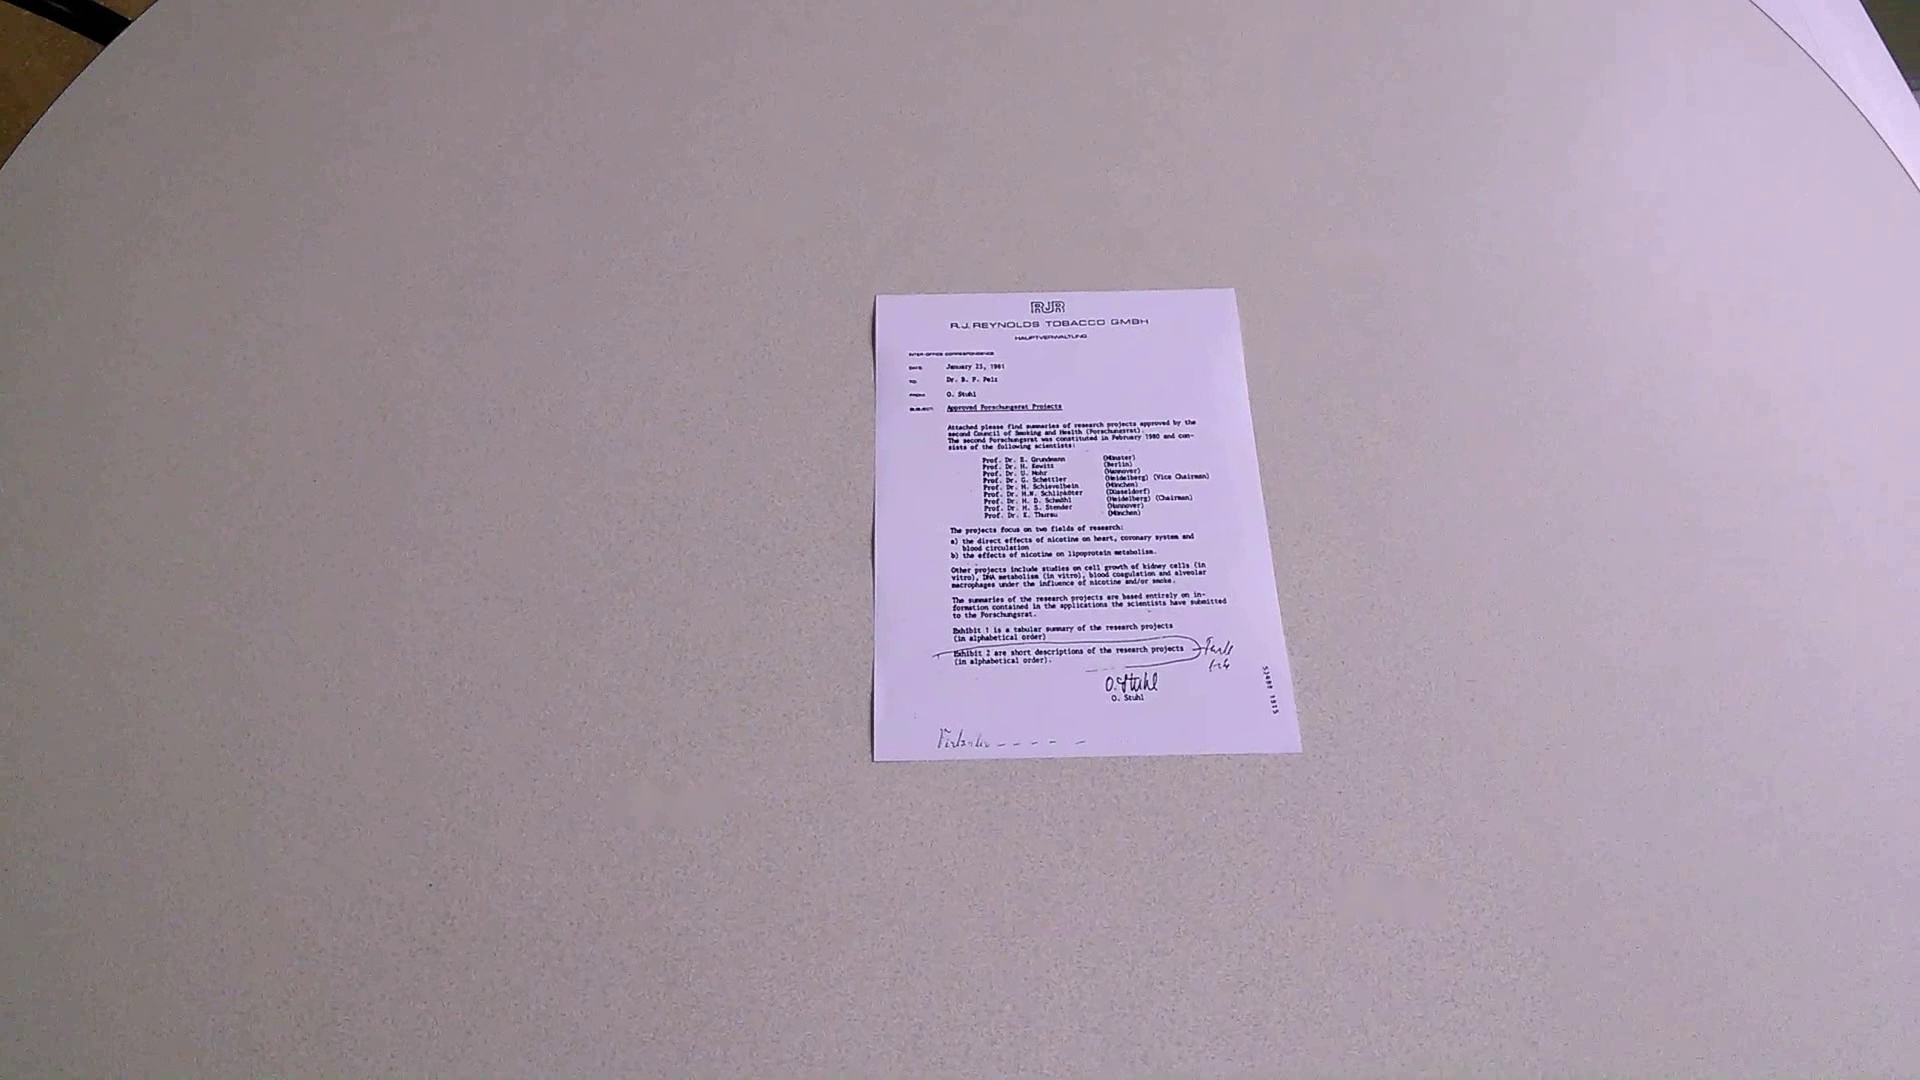 RJR
R.J. REYNOLDS TOBACCO GMBH
HAUPTVERWALTUNG
INTER-OFFICE CORRESPONDENCE
DATE: January 23, 1981
TO: Dr. B. F. Pelz
FROM: O. Stuhl
SUBJECT: Approved Forschungsrat Projects
Attached please find summaries of research projects approved by the
second Council of Smoking and Health (Forschungsrat).
The second Forschungsrat was constituted in February 1980 and con-
sists of the following scientists:
Prof. Dr. E. Grundmann (Münster)
Prof. Dr. H. Kewitz (Berlin)
Prof. Dr. U. Mohr (Hannover)
Prof. Dr. G. Schettler (Heidelberg) (Vice Chairman)
Prof. Dr. H. Schievelbein (München)
Prof. Dr. H.W. Schlipköter (Düsseldorf)
Prof. Dr. H. D. Schmähl (Heidelberg) (Chairman)
Prof. Dr. H. S. Stender (Hannover)
Prof. Dr. K. Thurau (München)
The projects focus on two fields of research:
a) the direct effects of nicotine on heart, coronary system and
blood circulation
b) the effects of nicotine on lipoprotein metabolism.
Other projects include studies on cell growth of kidney cells (in
vitro), DNA metabolism (in vitro), blood coagulation and alveolar
macrophages under the influence of nicotine and/or smoke.
The summaries of the research projects are based entirely on in-
formation contained in the applications the scientists have submitted
to the Forschungsrat.
Exhibit 1 is a tabular summary of the research projects
(in alphabetical order)
Exhibit 2 are short descriptions of the research projects
(in alphabetical order).
O. Stuhl
O. Stuhl